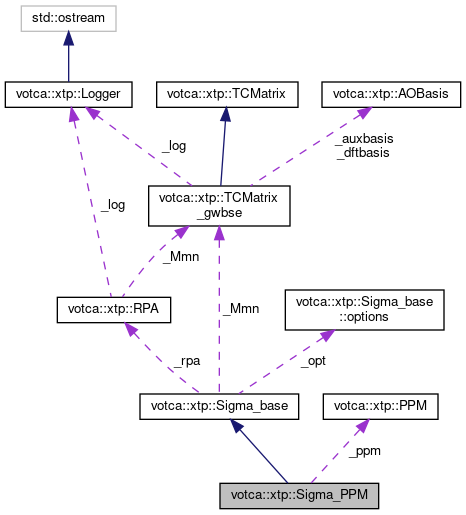 std::ostream
votca::xtp::Logger
votca::xtp::TCMatrix
votca::xtp::AOBasis
_log
_auxbasis
_dftbasis
votca::xtp::TCMatrix
_gwbse
_log
_Mmn
votca::xtp::RPA
_Mmn
votca::xtp::Sigma_base
::options
_rpa
_opt
votca::xtp::Sigma_base
votca::xtp::PPM
_ppm
votca::xtp::Sigma_PPM